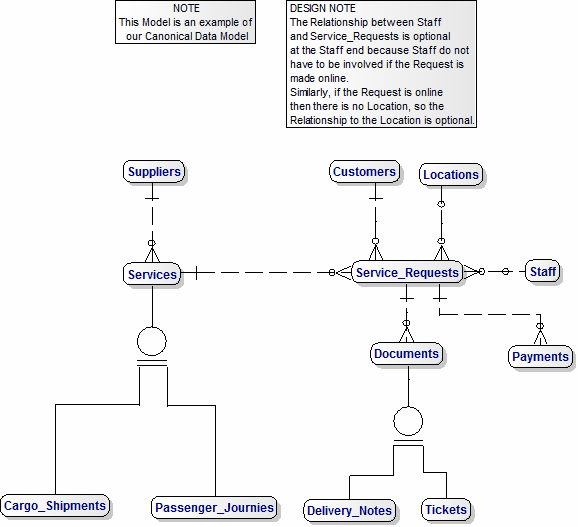 NOTE
This Model is an example of
our Canonical Data Model
DESIGN NOTE
The Relationship between Staff
and Service_Requests is optional
at the Staff end because Staff do not
have to be involved if the Request is
made online.
Similarly, if the Request is online
then there is no Location, so the
Relationship to the Location is optional.
Suppliers
Customers
Locations
Services
Service_Requests
Staff
Documents
Payments
Cargo_Shipments
Passenger_Journies
Delivery_Notes
Tickets